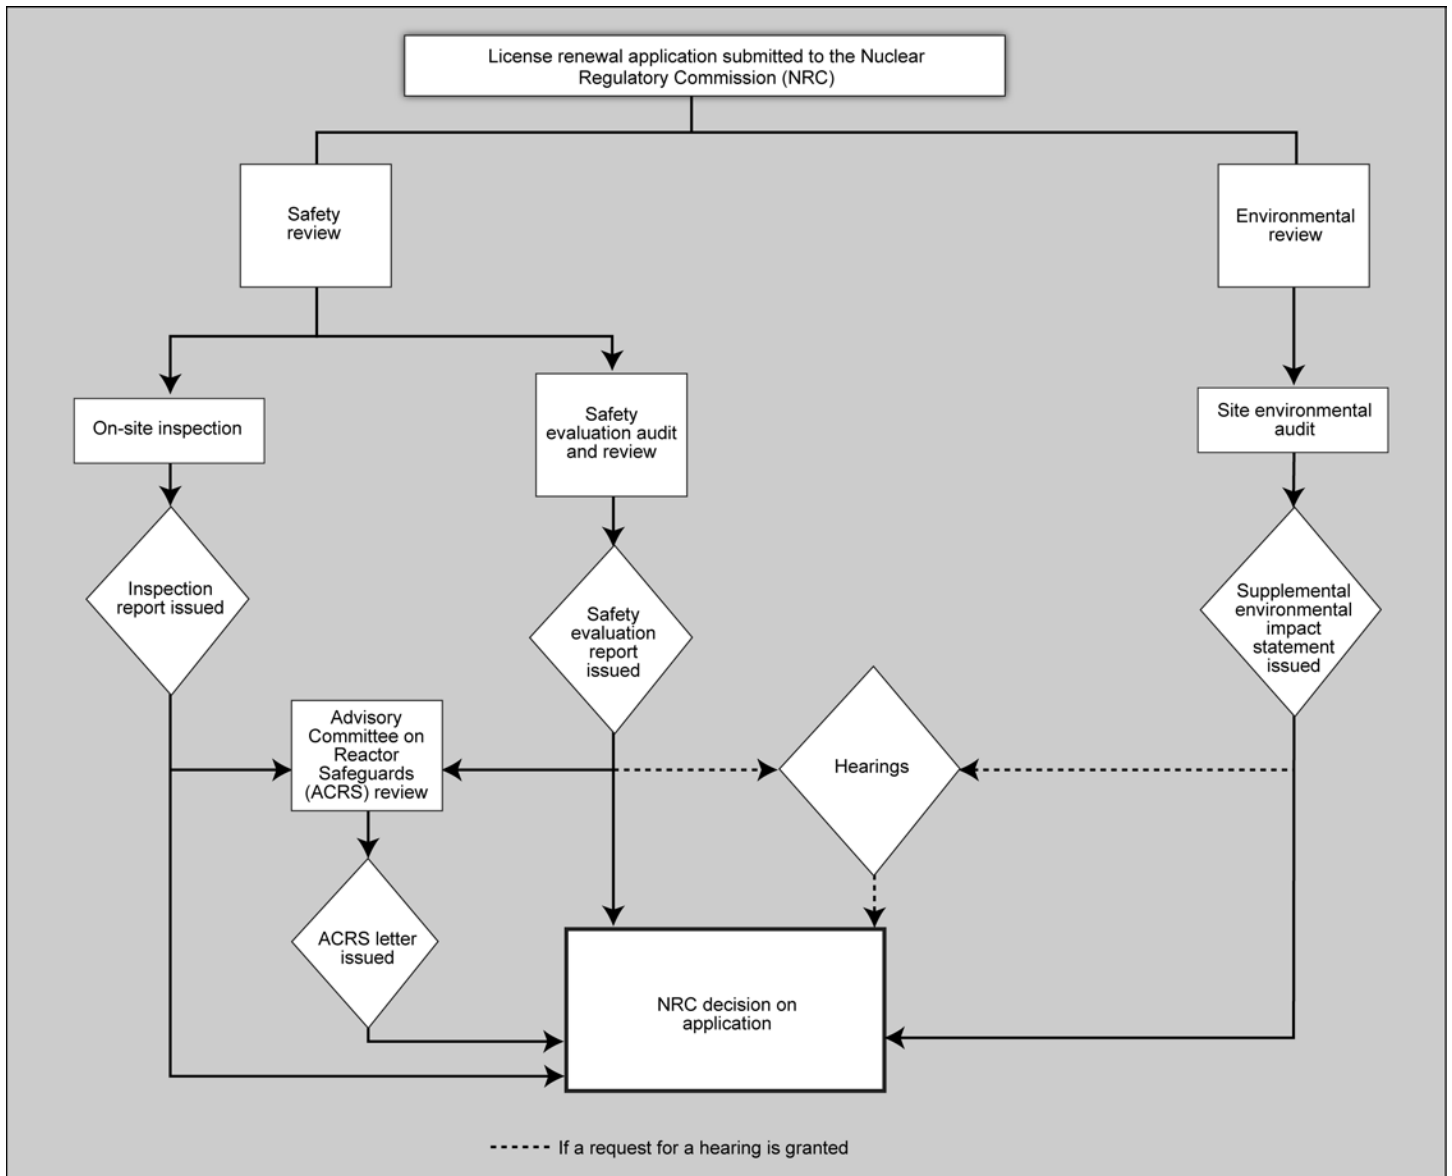 License renewal application submitted to the Nuclear
Regulatory Commission (NRC)
Safety
review
Environmental
review
On-site inspection
Safety
evaluation audit
and review
Site environmental
audit
Inspection
report issued
Safety
evaluation
report
issued
Supplemental
environmental
impact
statement
issued
Advisory
Committee on
Reactor
Safeguards
(ACRS) review
Hearings
ACRS letter
issued
NRC decision on
application
If a request for a hearing is granted